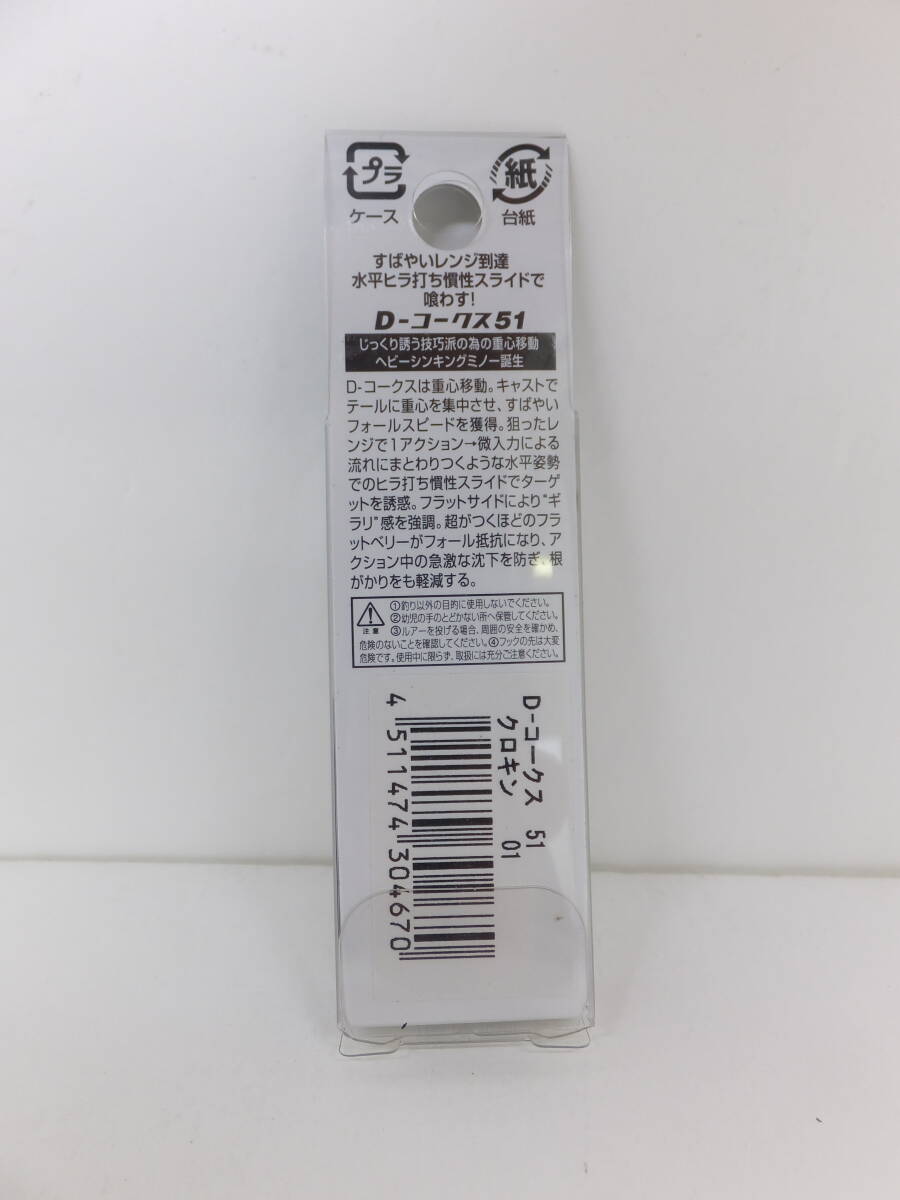 プラ
ケース
紙
台紙
すばやいレンジ到達
水平ヒラ打ち慣性スライドで
喰わす!
D-コークス51
じっくり誘う技巧派の為の重心移動
ヘビーシンキングミノー誕生
D-コークスは重心移動。キャストで
テールに重心を集中させ、すばやい
フォールスピードを獲得。狙ったレ
ンジで1アクション→微入力による
流れにまとわりつくような水平姿勢
でのヒラ打ち慣性スライドでターゲ
ットを誘惑。フラットサイドにより"ギ
ラリ"感を強調。超がつくほどのフラ
ットベリーがフォール抵抗になり、ア
クション中の急激な沈下を防ぎ、根
がかりをも軽減する。
注意
①釣り以外の目的に使用しないでください。
②幼児の手のとどかない所へ保管してください。
③ルアーを投げる場合、周囲の安全を確かめ、
危険のないことを確認してください。④フックの先は大変
危険です。使用中に限らず、取扱には充分ご注意ください。
D-コークス 51
クロキン 01
4 511474 304670